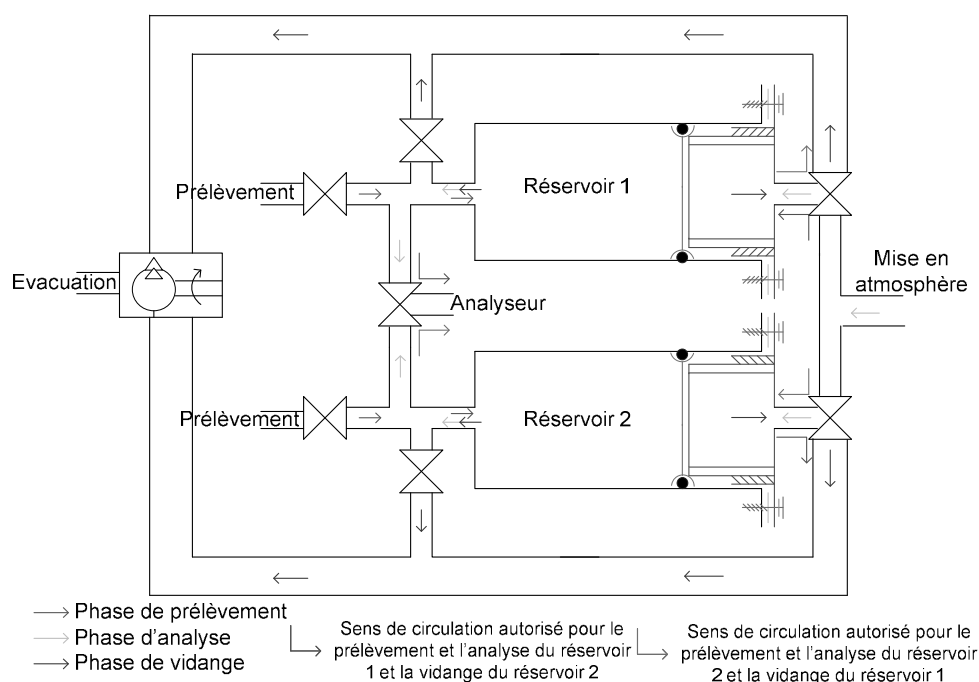 Prélèvement
Réservoir 1
Evacuation
Analyseur
Mise en
atmosphère
Prélèvement
Réservoir 2
Phase de prélèvement
Phase d'analyse
Phase de vidange
Sens de circulation autorisé pour le
prélèvement et l'analyse du réservoir
1 et la vidange du réservoir 2
Sens de circulation autorisé pour le
prélèvement et l'analyse du réservoir
2 et la vidange du réservoir 1